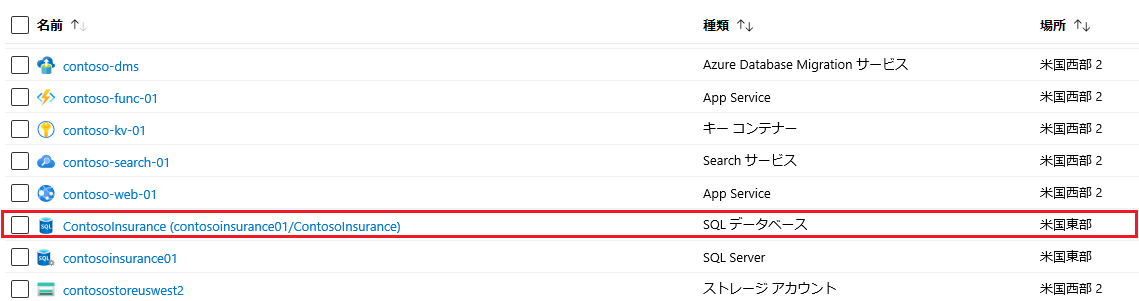 名前 ↑↓ 種類 ↑↓ 場所 ↑↓
contoso-dms Azure Database Migration サービス 米国西部 2
contoso-func-01 App Service 米国西部 2
contoso-kv-01 キー コンテナー 米国西部 2
contoso-search-01 Search サービス 米国西部 2
contoso-web-01 App Service 米国西部 2
SQL ContosoInsurance (contosoinsurance01/ContosoInsurance) SQL データベース 米国東部
SQL contosoinsurance01 SQL Server 米国東部
contosostoreuswest2 ストレージ アカウント 米国西部 2